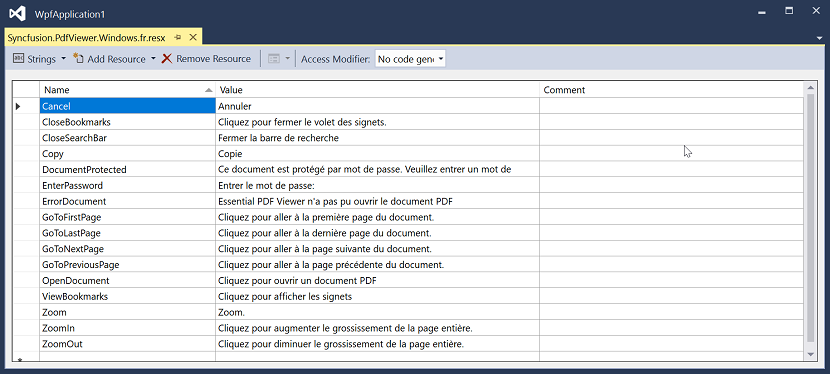 WpfApplication1
Syncfusion.PdfViewer.Windows.fr.resx
Strings Add Resource Remove Resource Access Modifier: No code gen
Name Value Comment
Cancel Annuler
CloseBookmarks Cliquez pour fermer le volet des signets.
CloseSearchBar Fermer la barre de recherche
Copy Copie
DocumentProtected Ce document est protégé par mot de passe. Veuillez entrer un mot de
EnterPassword Entrer le mot de passe:
ErrorDocument Essential PDF Viewer n'a pas pu ouvrir le document PDF
GoToFirstPage Cliquez pour aller à la première page du document.
GoToLastPage Cliquez pour aller à la dernière page du document.
GoToNextPage Cliquez pour aller à la page suivante du document.
GoToPreviousPage Cliquez pour aller à la page précédente du document.
OpenDocument Cliquez pour ouvrir un document PDF
ViewBookmarks Cliquez pour afficher les signets
Zoom Zoom.
ZoomIn Cliquez pour augmenter le grossissement de la page entière.
ZoomOut Cliquez pour diminuer le grossissement de la page entière.